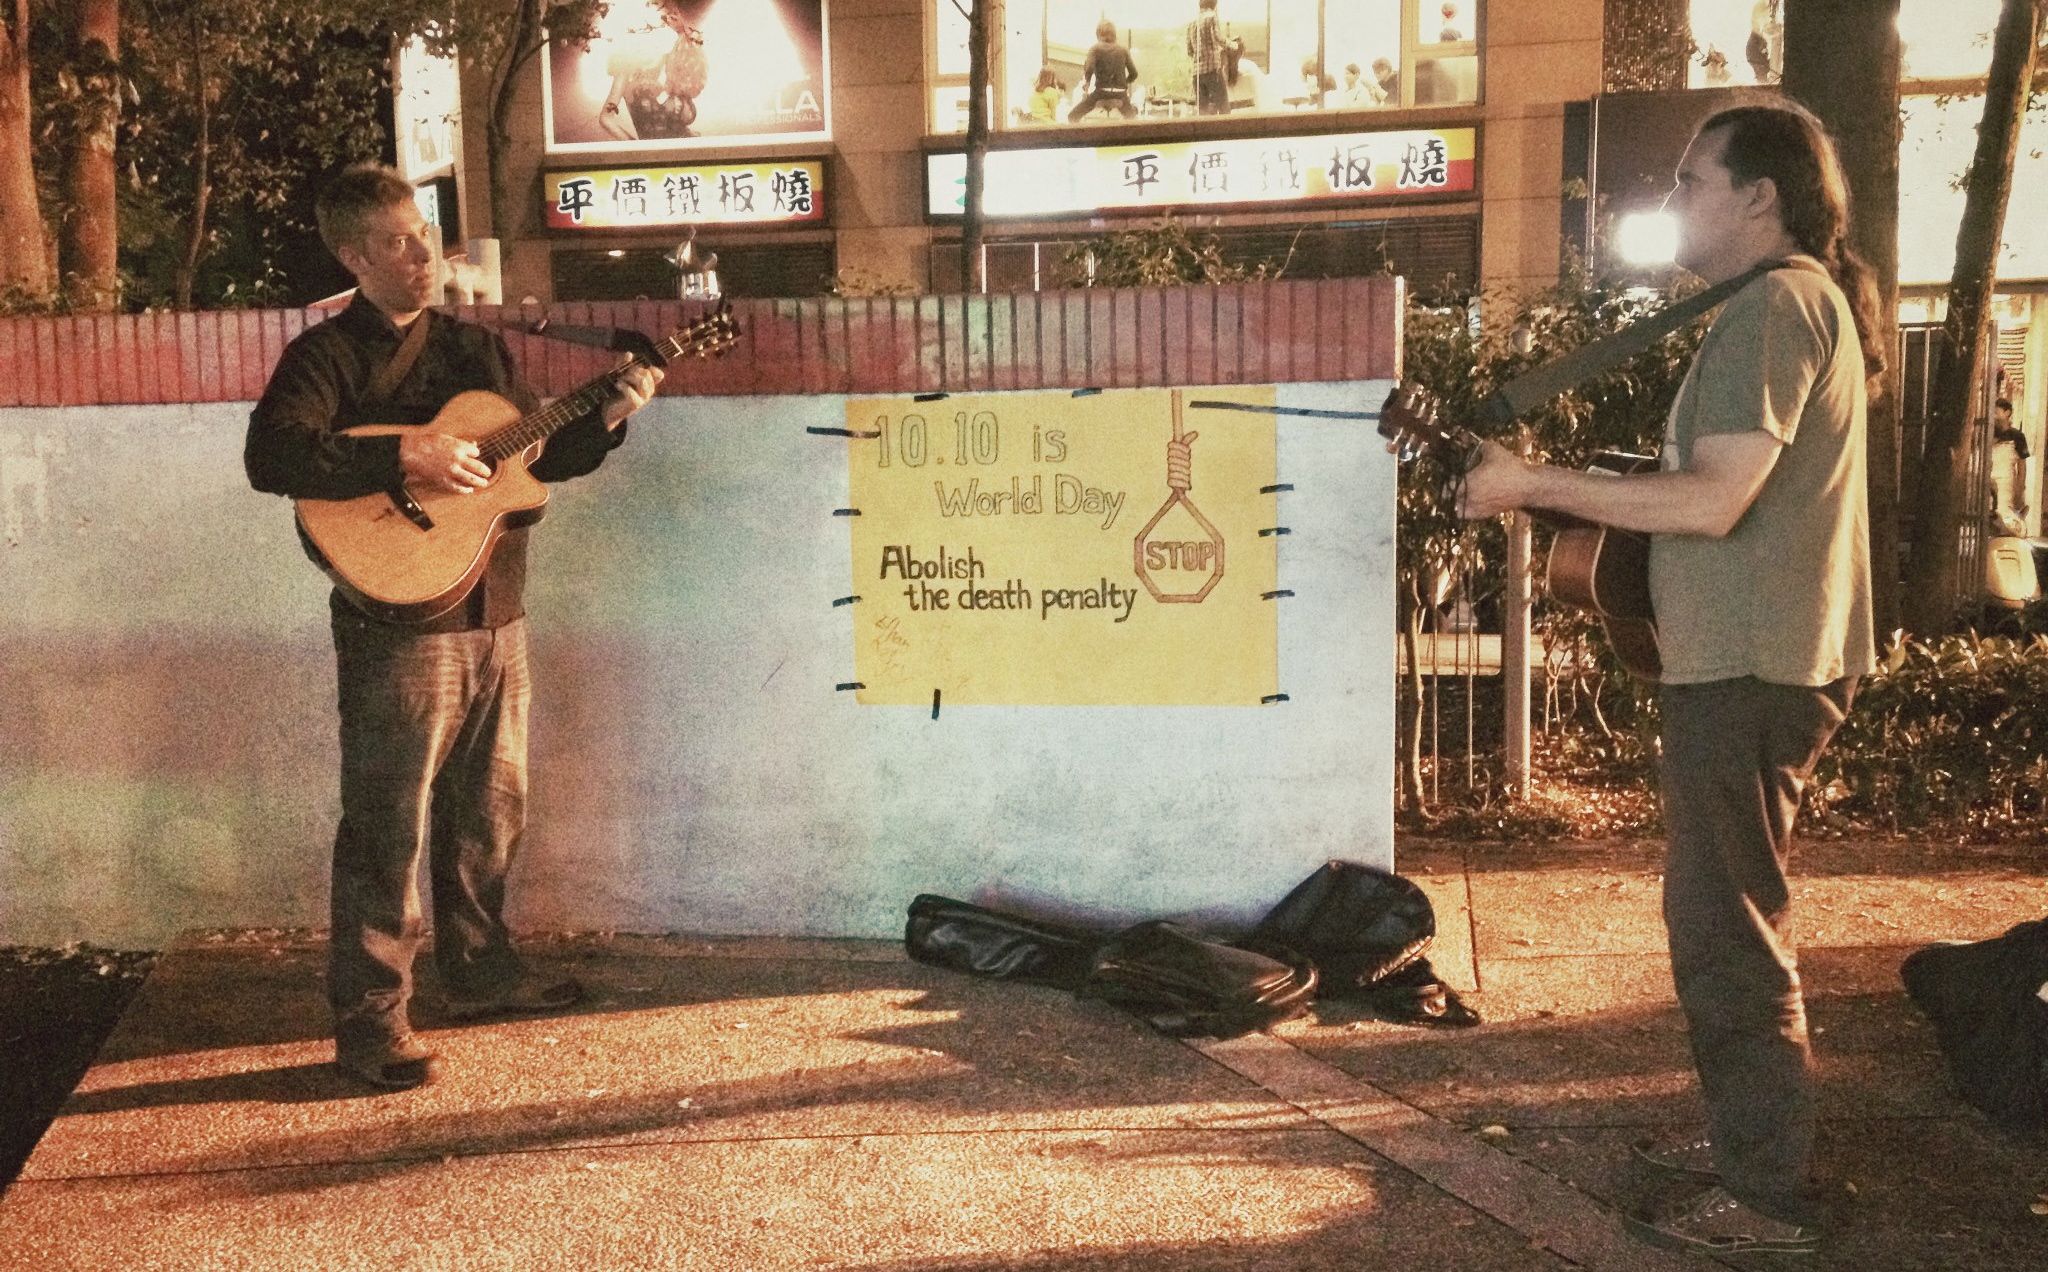 PROFESSIONALS
平價鐵板燒
平價鐵板燒
10.10 is
World Day
Abolish
the death penalty
STOP